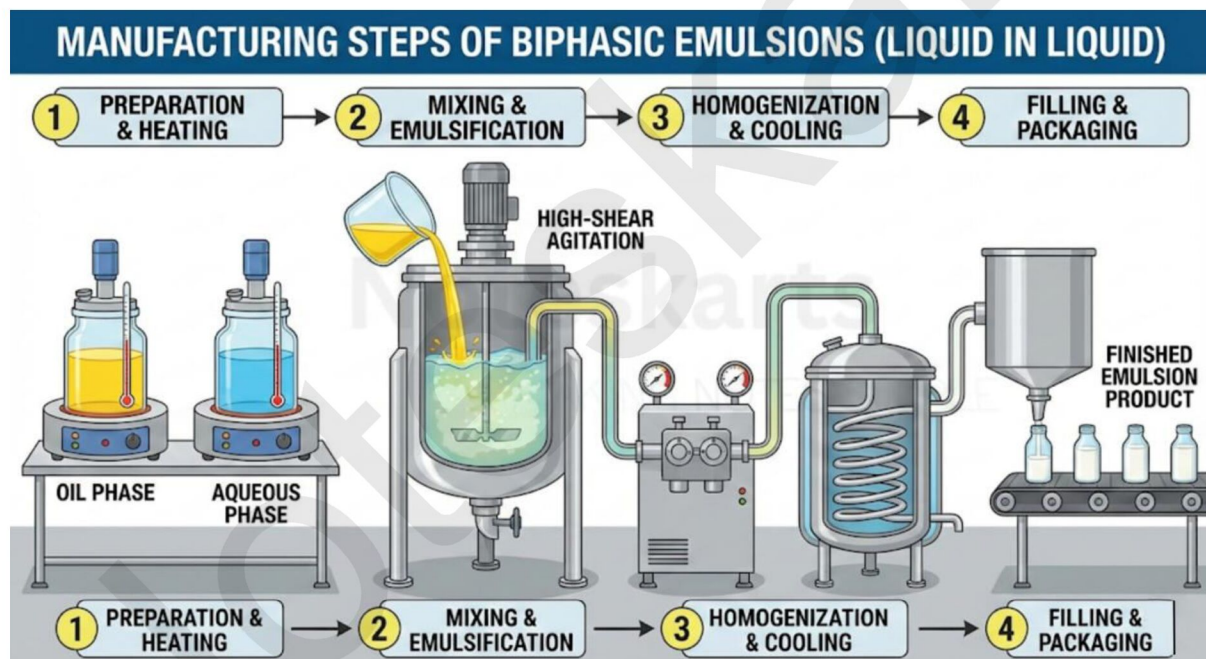 MANUFACTURING STEPS OF BIPHASIC EMULSIONS (LIQUID IN LIQUID)
1 PREPARATION
& HEATING
2 MIXING &
EMULSIFICATION
3 HOMOGENIZATION
& COOLING
4 FILLING &
PACKAGING
HIGH-SHEAR
AGITATION
FINISHED
EMULSION
PRODUCT
OIL PHASE
AQUEOUS
PHASE
1 PREPARATION &
HEATING
2 MIXING &
EMULSIFICATION
3 HOMOGENIZATION
& COOLING
4 FILLING &
PACKAGING